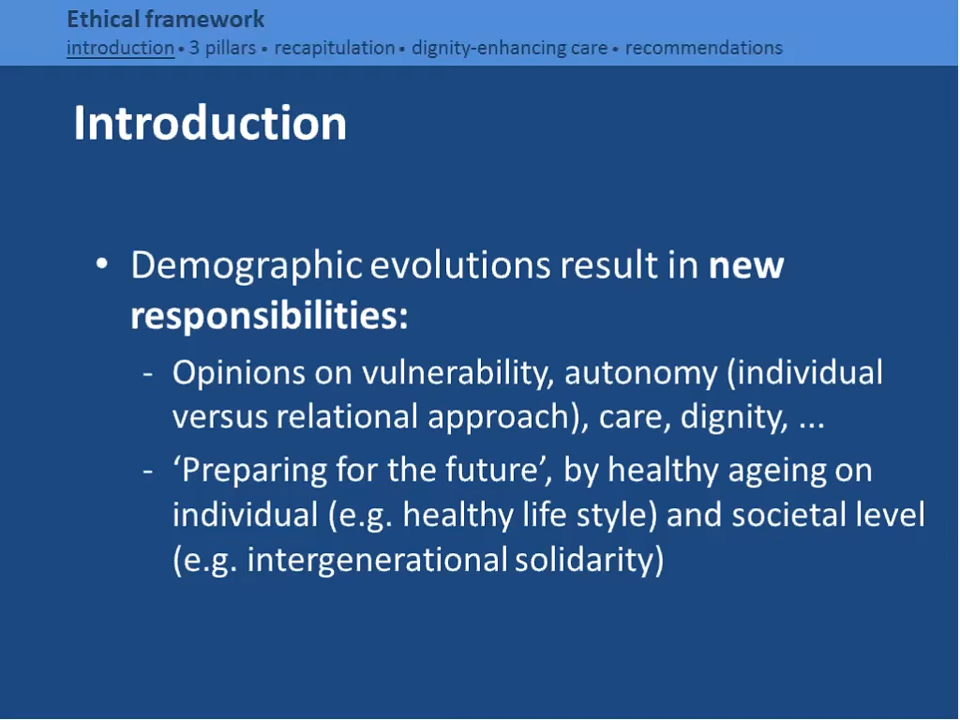 Ethical framework
introduction • 3 pillars • recapitulation • dignity-enhancing care • recommendations
Introduction
• Demographic evolutions result in new
responsibilities:
- Opinions on vulnerability, autonomy (individual
versus relational approach), care, dignity, ...
- ‘Preparing for the future’, by healthy ageing on
individual (e.g. healthy life style) and societal level
(e.g. intergenerational solidarity)